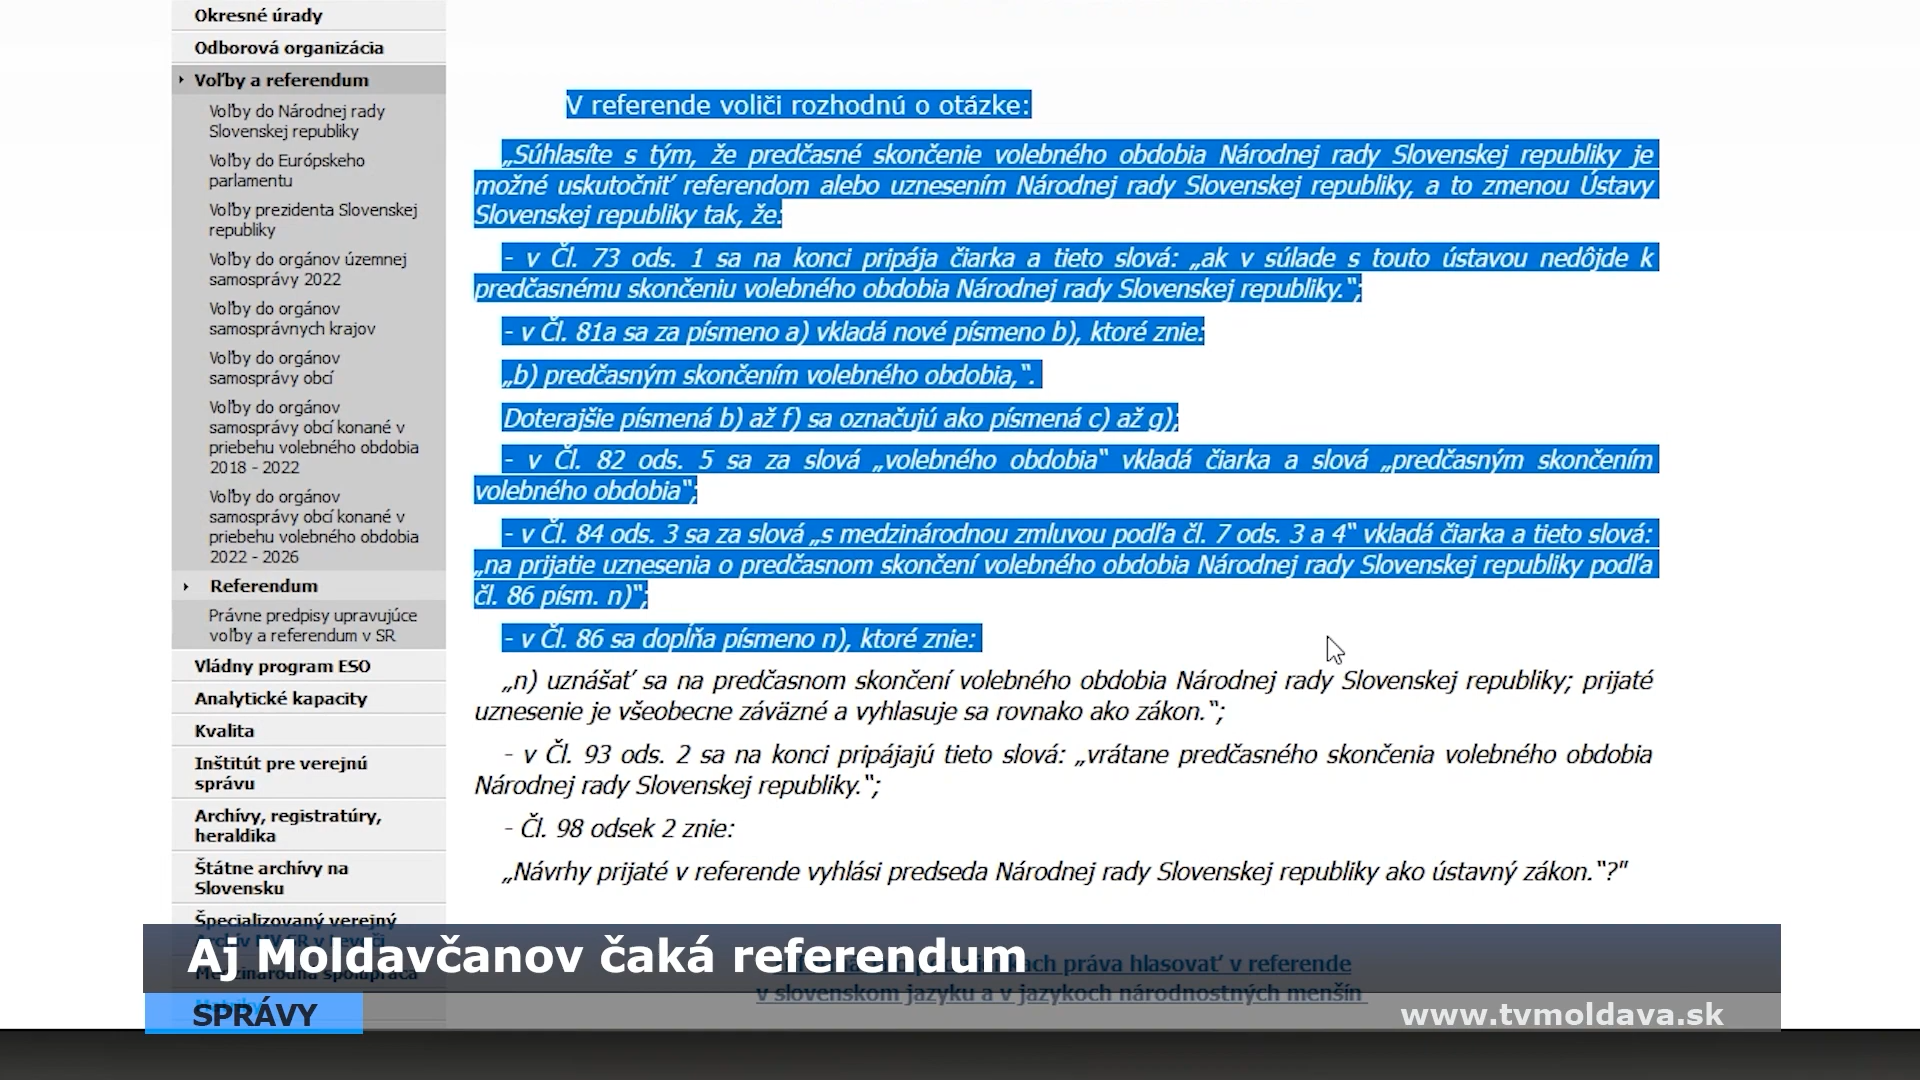 Okresné úrady
Odborová organizácia
Voľby a referendum
Voľby do Národnej rady
Slovenskej republiky
Voľby do Európskeho
parlamentu
Voľby prezidenta Slovenskej
republiky
Voľby do orgánov územnej
samosprávy 2022
Voľby do orgánov
samosprávnych krajov
Voľby do orgánov
samosprávy obcí
Voľby do orgánov
samosprávy obcí konané v
priebehu volebného obdobia
2018 - 2022
Voľby do orgánov
samosprávy obcí konané v
priebehu volebného obdobia
2022 - 2026
Referendum
Právne predpisy upravujúce
voľby a referendum v SR
Vládny program ESO
Analytické kapacity
Kvalita
Inštitút pre verejnú
správu
Archívy, registratúry,
heraldika
Štátne archívy na
Slovensku
Špecializovaný verejný
V referende voliči rozhodnú o otázke:
„Súhlasíte s tým, že predčasné skončenie volebného obdobia Národnej rady Slovenskej republiky je
možné uskutočniť referendom alebo uznesením Národnej rady Slovenskej republiky, a to zmenou Ústavy
Slovenskej republiky tak, že:
- v Čl. 73 ods. 1 sa na konci pripája čiarka a tieto slová: „ak v súlade s touto ústavou nedôjde k
predčasnému skončeniu volebného obdobia Národnej rady Slovenskej republiky.“;
- v Čl. 81a sa za písmeno a) vkladá nové písmeno b), ktoré znie:
„b) predčasným skončením volebného obdobia,“.
Doterajšie písmená b) až f) sa označujú ako písmená c) až g);
- v Čl. 82 ods. 5 sa za slová „volebného obdobia“ vkladá čiarka a slová „predčasným skončením
volebného obdobia“;
- v Čl. 84 ods. 3 sa za slová „s medzinárodnou zmluvou podľa čl. 7 ods. 3 a 4“ vkladá čiarka a tieto slová:
„na prijatie uznesenia o predčasnom skončení volebného obdobia Národnej rady Slovenskej republiky podľa
čl. 86 písm. n)“;
- v Čl. 86 sa dopĺňa písmeno n), ktoré znie:
„n) uznášať sa na predčasnom skončení volebného obdobia Národnej rady Slovenskej republiky; prijaté
uznesenie je všeobecne záväzné a vyhlasuje sa rovnako ako zákon.“;
- v Čl. 93 ods. 2 sa na konci pripájajú tieto slová: „vrátane predčasného skončenia volebného obdobia
Národnej rady Slovenskej republiky.“;
- Čl. 98 odsek 2 znie:
„Návrhy prijaté v referende vyhlási predseda Národnej rady Slovenskej republiky ako ústavný zákon.“?"
práva hlasovať v referende
v slovenskom jazyku a v jazykoch národnostných menšín
Aj Moldavčanov čaká referendum
SPRÁVY
www.tvmoldava.sk